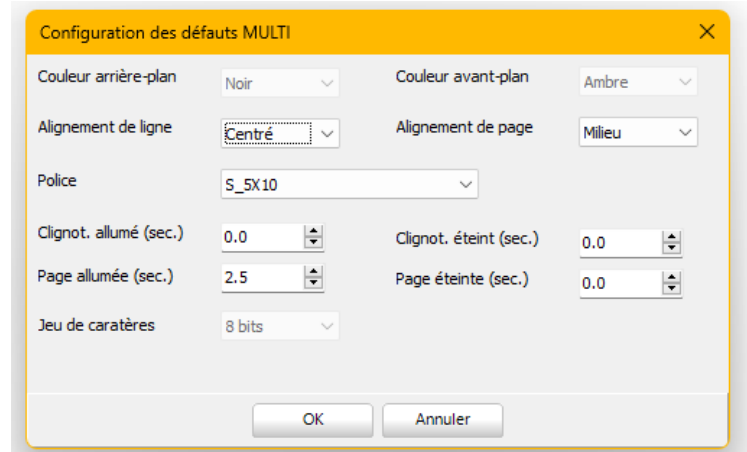 Configuration des défauts MULTI
Couleur arrière-plan Noir Couleur avant-plan Ambre
Alignement de ligne Centré Alignement de page Milieu
Police S_5X10
Clignot. allumé (sec.) 0.0 Clignot. éteint (sec.) 0.0
Page allumée (sec.) 2.5 Page éteinte (sec.) 0.0
Jeu de caratères 8 bits
OK Annuler